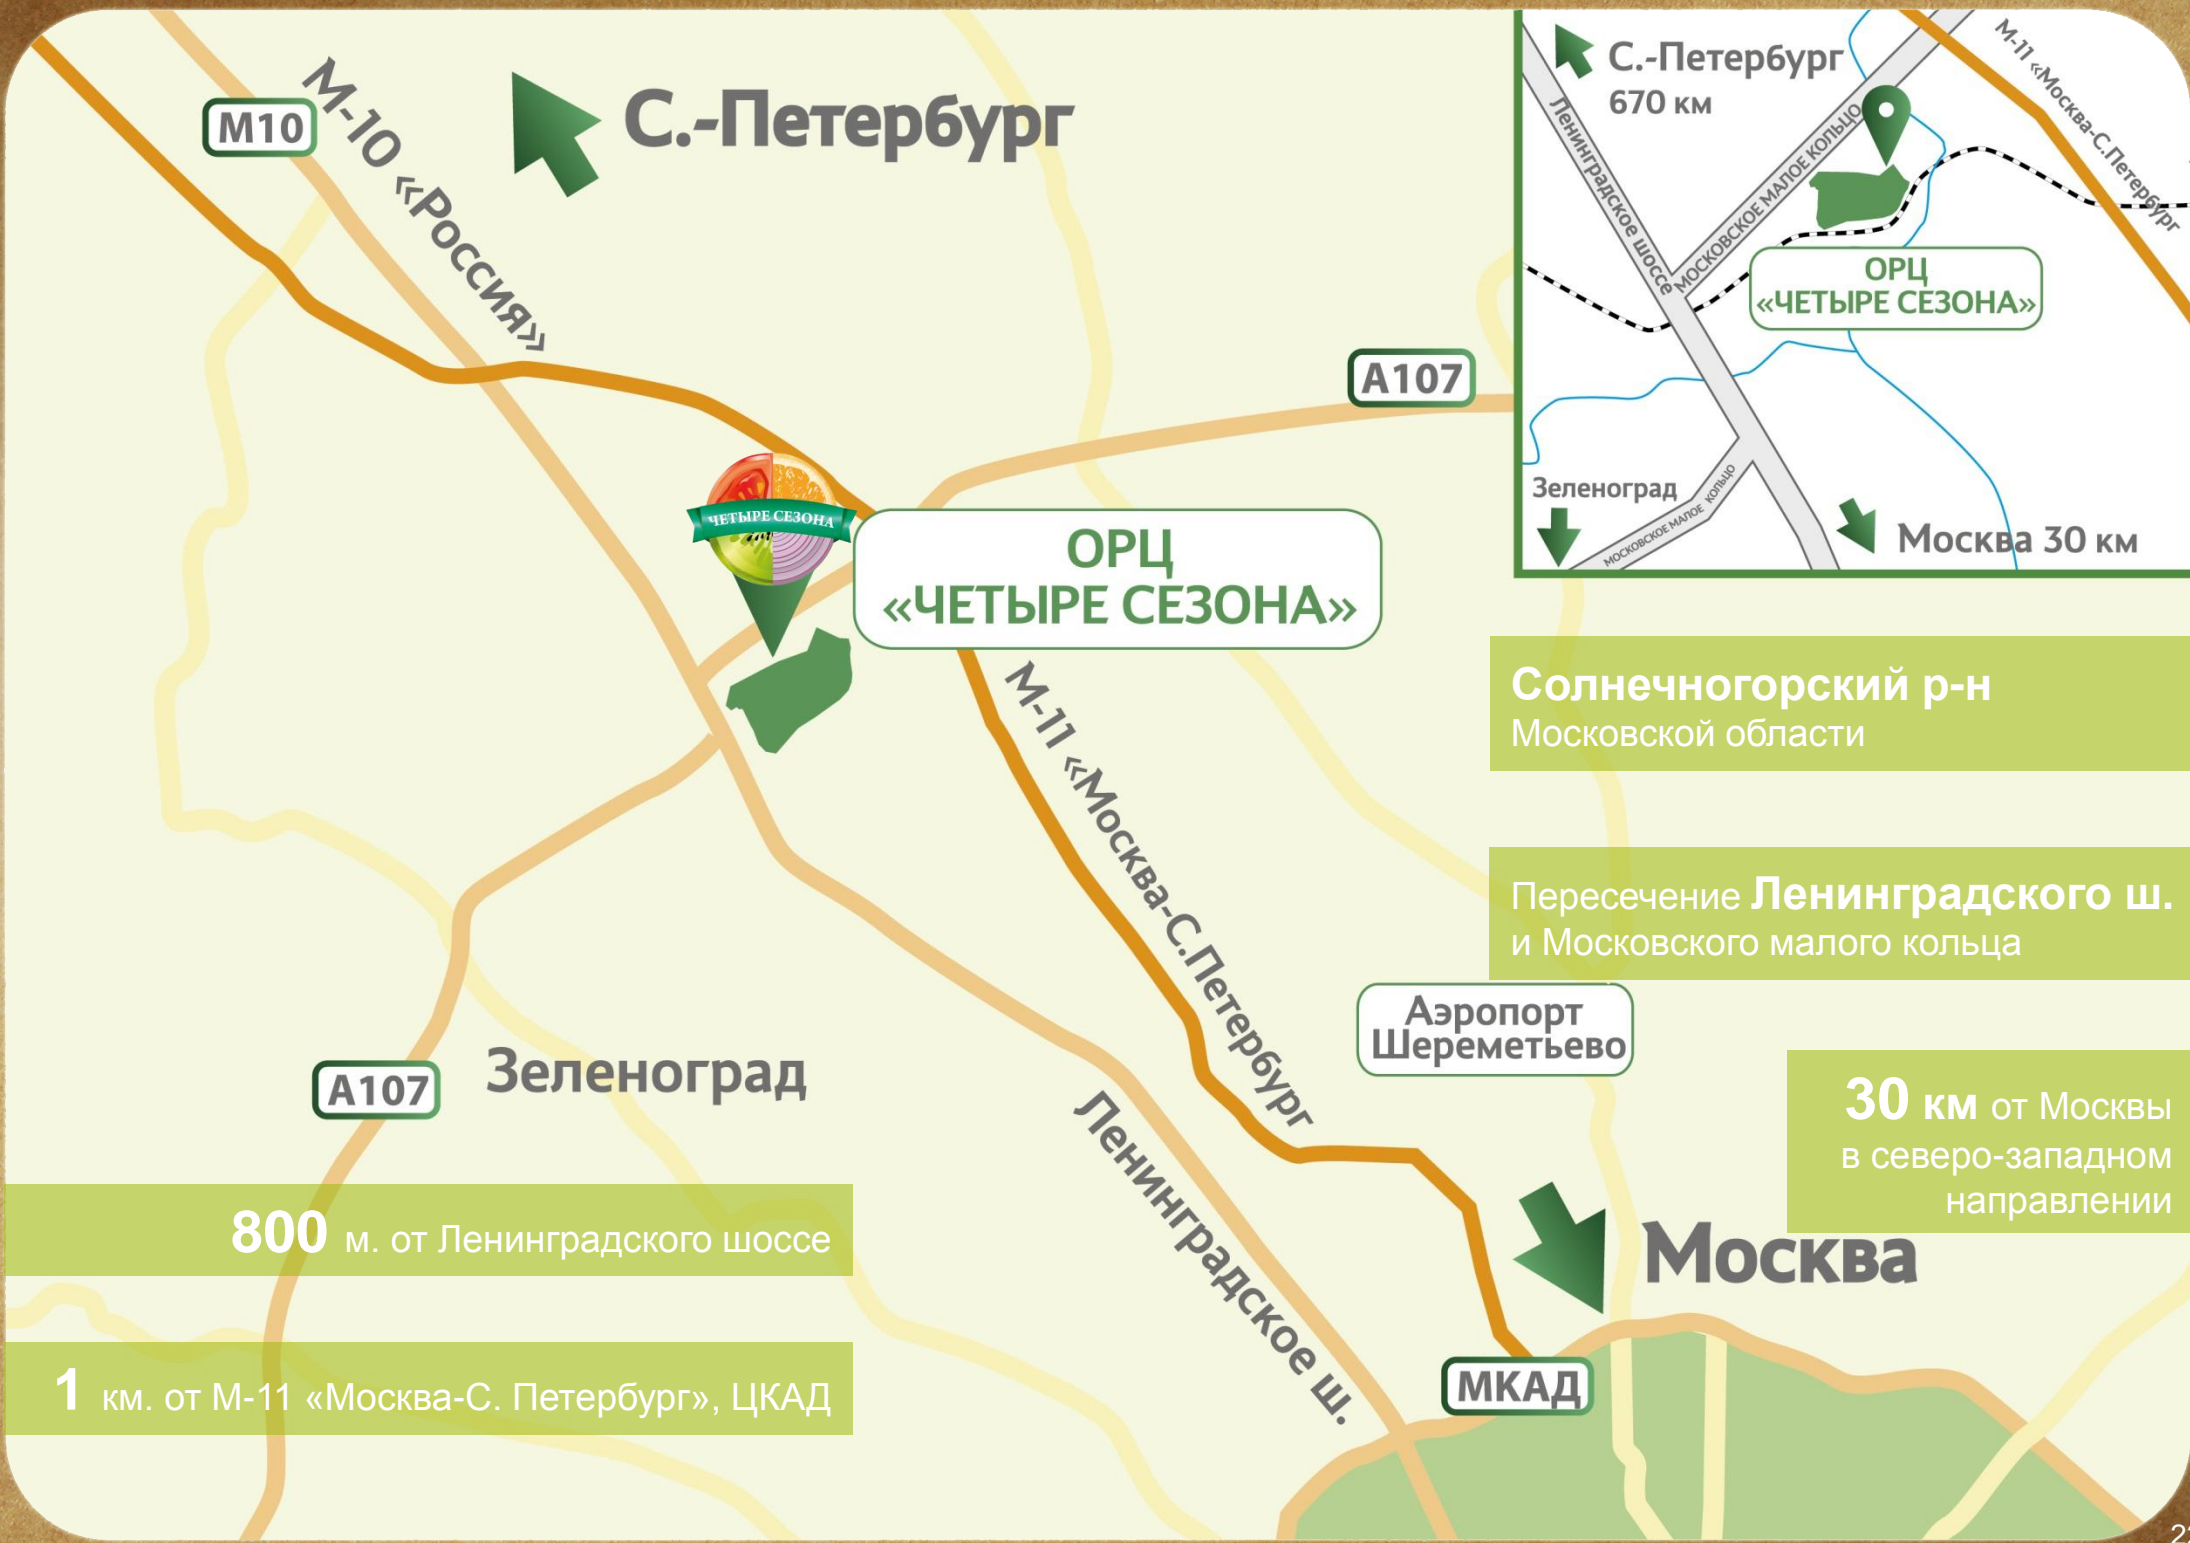 M10
М-10 «РОССИЯ»
С.-Петербург
С.-Петербург
670 км
М-11 «Москва-С.Петербург
Ленинградское шоссе
МОСКОВСКОЕ МАЛОЕ КОЛЬЦО
ОРЦ
«ЧЕТЫРЕ СЕЗОНА»
Зеленоград
МОСКОВСКОЕ МАЛОЕ КОЛЬЦО
Москва 30 км
A107
ЧЕТЫРЕ СЕЗОНА
ОРЦ
«ЧЕТЫРЕ СЕЗОНА»
М-11 «Москва-С.Петербург
Солнечногорский р-н
Московской области
Пересечение Ленинградского ш.
и Московского малого кольца
Аэропорт
Шереметьево
A107
Зеленоград
Ленинградское ш.
30 км от Москвы
в северо-западном
направлении
Москва
800 м. от Ленинградского шоссе
1 км. от М-11 «Москва-С. Петербург», ЦКАД
МКАД